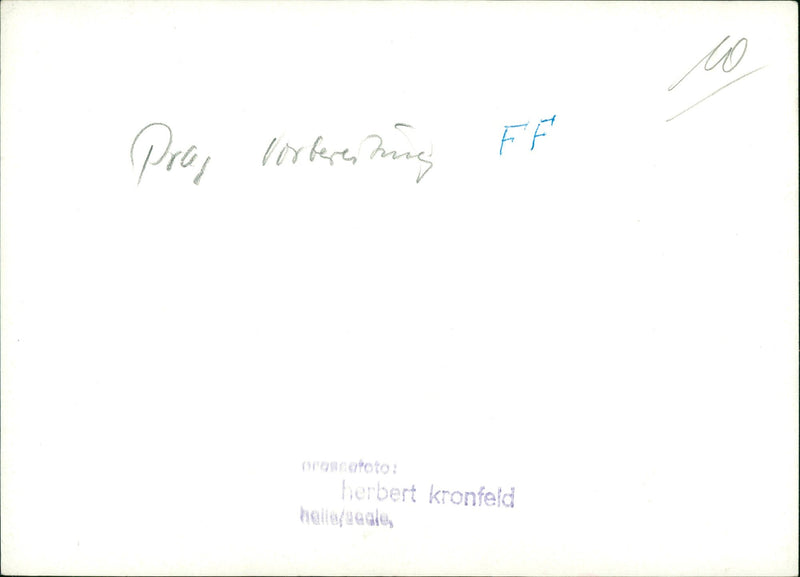 10
Prag Vorbereitung FF
pressefoto:
herbert kronfeld
halle/saale,